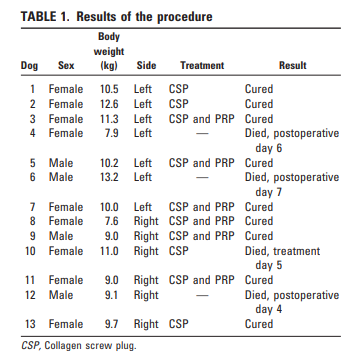 TABLE 1. Results of the procedure
Body
weight
Dog Sex (kg) Side Treatment Result
1 Female 10.5 Left CSP Cured
2 Female 12.6 Left CSP Cured
3 Female 11.3 Left CSP and PRP Cured
4 Female 7.9 Left — Died, postoperative
day 6
5 Male 10.2 Left CSP and PRP Cured
6 Male 13.2 Left — Died, postoperative
day 7
7 Female 10.0 Left CSP and PRP Cured
8 Female 7.6 Right CSP and PRP Cured
9 Male 9.0 Right CSP and PRP Cured
10 Female 11.0 Right CSP Died, treatment
day 5
11 Female 9.0 Right CSP and PRP Cured
12 Male 9.1 Right — Died, postoperative
day 4
13 Female 9.7 Right CSP Cured
CSP, Collagen screw plug.